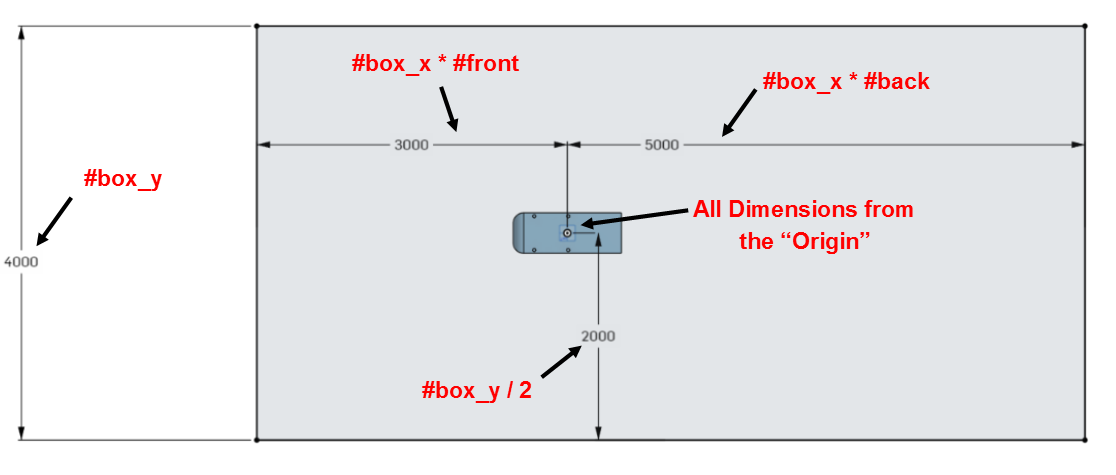 #box_x * #front
#box_x * #back
3000
5000
#box_y
All Dimensions from
the “Origin”
4000
2000
#box_y / 2